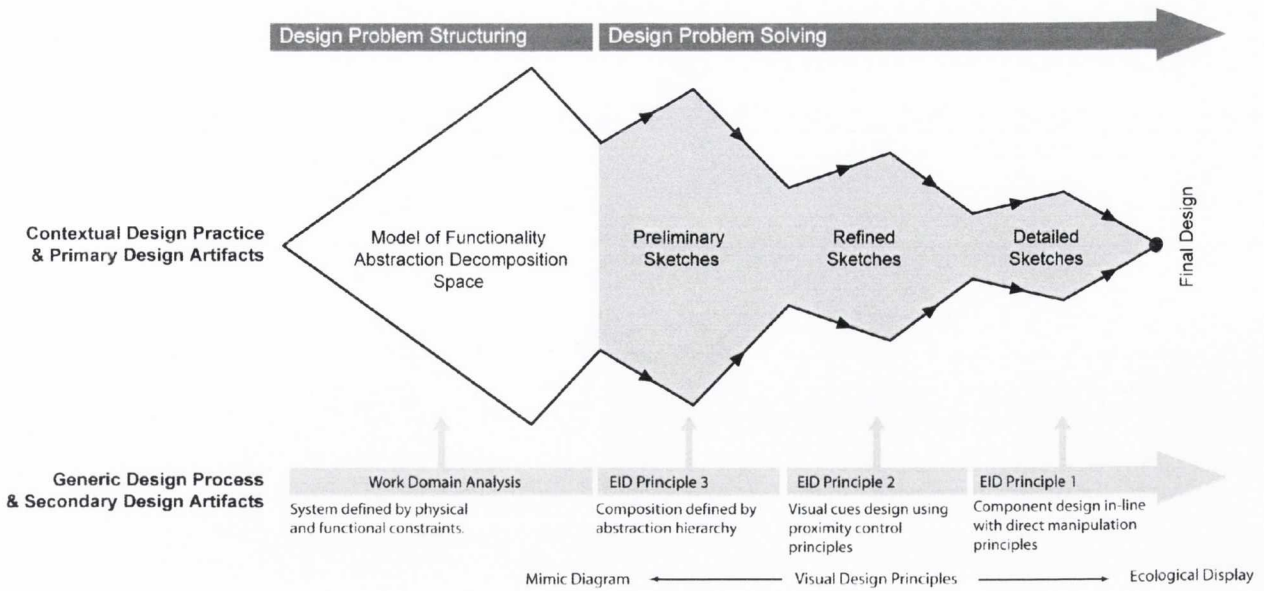 Design Problem Structuring
Design Problem Solving
Contextual Design Practice
& Primary Design Artifacts
Model of Functionality
Abstraction Decomposition
Space
Preliminary
Sketches
Refined
Sketches
Detailed
Sketches
Final Design
Generic Design Process
& Secondary Design Artifacts
Work Domain Analysis
System defined by physical
and functional constraints.
EID Principle 3
Composition defined by
abstraction hierarchy
EID Principle 2
Visual cues design using
proximity control
principles
EID Principle 1
Component design in-line
with direct manipulation
principles
Mimic Diagram
Visual Design Principles
Ecological Display